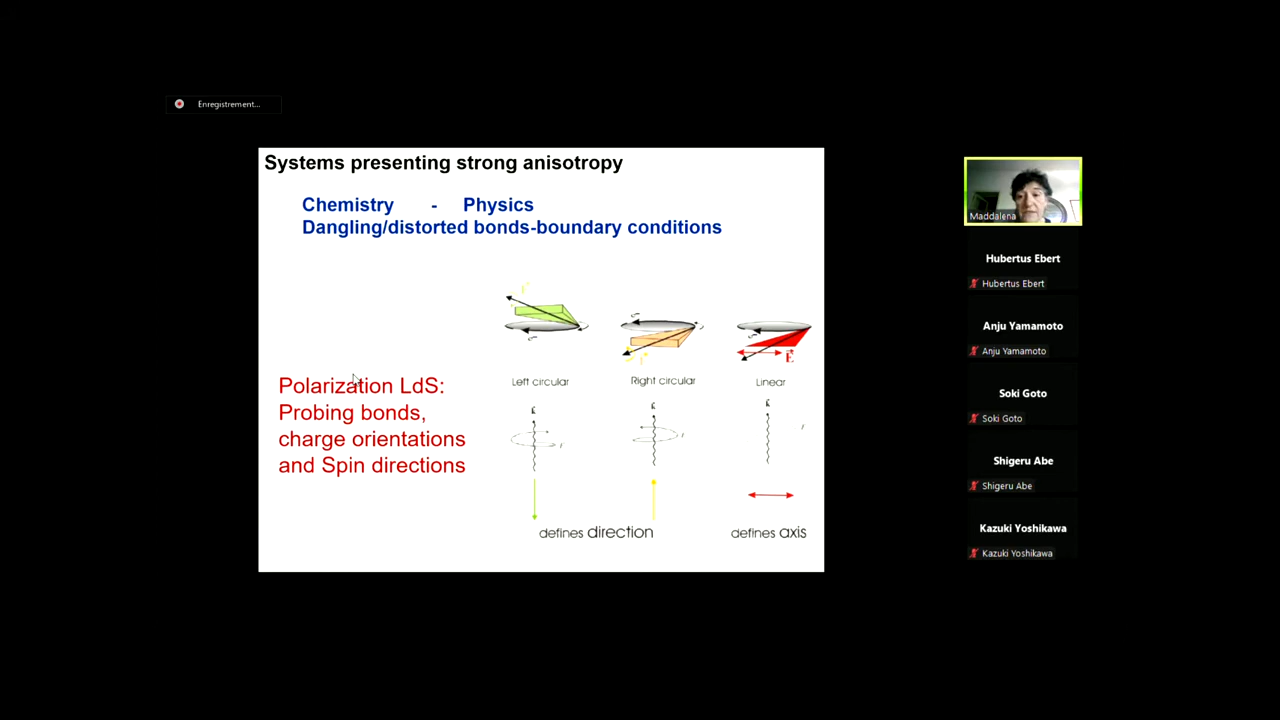 Enregistrement...
Systems presenting strong anisotropy
Chemistry - Physics
Dangling/distorted bonds-boundary conditions
Polarization LdS:
Probing bonds,
charge orientations
and Spin directions
E
Left circular
Right circular
Linear
k
k
k
defines direction
defines axis
Maddalena
Hubertus Ebert
Hubertus Ebert
Anju Yamamoto
Anju Yamamoto
Soki Goto
Soki Goto
Shigeru Abe
Shigeru Abe
Kazuki Yoshikawa
Kazuki Yoshikawa